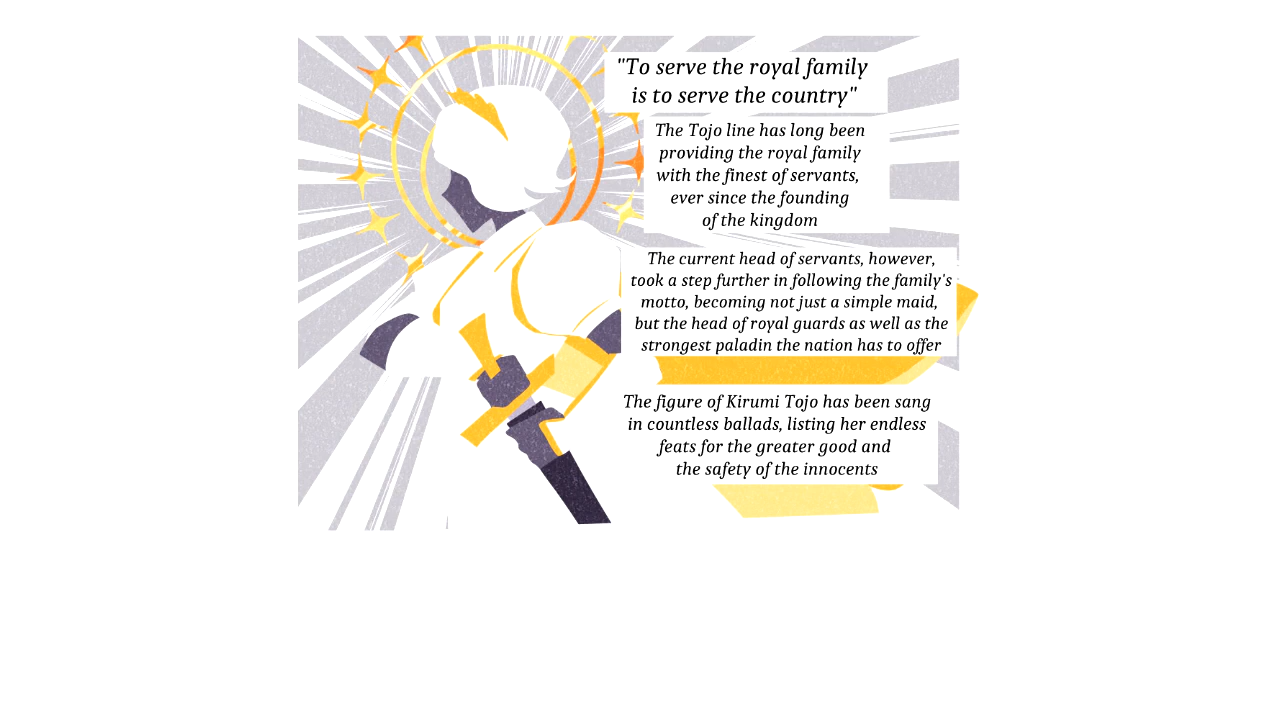 "To serve the royal family
is to serve the country"
The Tojo line has long been
providing the royal family
with the finest of servants,
ever since the founding
of the kingdom
The current head of servants, however,
took a step further in following the family's
motto, becoming not just a simple maid,
but the head of royal guards as well as the
strongest paladin the nation has to offer
The figure of Kirumi Tojo has been sang
in countless ballads, listing her endless
feats for the greater good and
the safety of the innocents